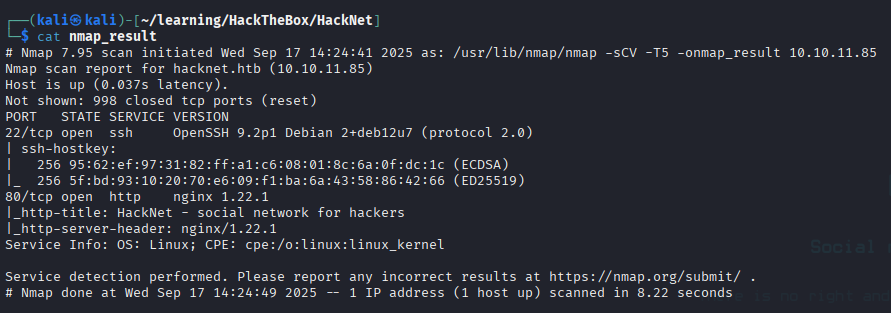 ┌──(kali㉿kali)-[~/learning/HackTheBox/HackNet]
└─$ cat nmap_result
# Nmap 7.95 scan initiated Wed Sep 17 14:24:41 2025 as: /usr/lib/nmap/nmap -sCV -T5 -onmap_result 10.10.11.85
Nmap scan report for hacknet.htb (10.10.11.85)
Host is up (0.037s latency).
Not shown: 998 closed tcp ports (reset)
PORT   STATE SERVICE VERSION
22/tcp open  ssh     OpenSSH 9.2p1 Debian 2+deb12u7 (protocol 2.0)
| ssh-hostkey:
|   256 95:62:ef:97:31:82:ff:a1:c6:08:01:8c:6a:0f:dc:1c (ECDSA)
|_  256 5f:bd:93:10:20:70:e6:09:f1:ba:6a:43:58:86:42:66 (ED25519)
80/tcp open  http    nginx 1.22.1
|_http-title: HackNet - social network for hackers
|_http-server-header: nginx/1.22.1
Service Info: OS: Linux; CPE: cpe:/o:linux:linux_kernel
Social
Service detection performed. Please report any incorrect results at https://nmap.org/submit/ .
# Nmap done at Wed Sep 17 14:24:49 2025 -- 1 IP address (1 host up) scanned in 8.22 seconds
is no right and